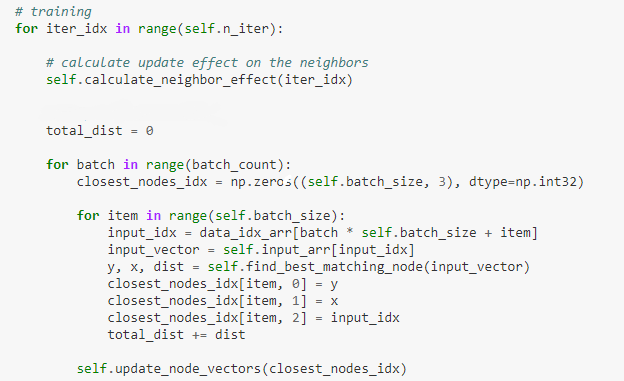 # training
for iter_idx in range(self.n_iter):
# calculate update effect on the neighbors
self.calculate_neighbor_effect(iter_idx)
total_dist = 0
for batch in range(batch_count):
closest_nodes_idx = np.zeros((self.batch_size, 3), dtype=np.int32)
for item in range(self.batch_size):
input_idx = data_idx_arr[batch * self.batch_size + item]
input_vector = self.input_arr[input_idx]
y, x, dist = self.find_best_matching_node(input_vector)
closest_nodes_idx[item, 0] = y
closest_nodes_idx[item, 1] = x
closest_nodes_idx[item, 2] = input_idx
total_dist += dist
self.update_node_vectors(closest_nodes_idx)